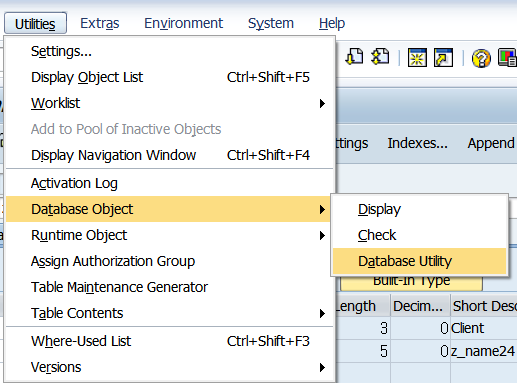 Utilities Extras Environment System Help
Settings...
Display Object List Ctrl+Shift+F5
Worklist
Add to Pool of Inactive Objects
Display Navigation Window Ctrl+Shift+F4
ttings Indexes... Append
Activation Log
Database Object
Display
Runtime Object
Check
Assign Authorization Group
Database Utility
Table Maintenance Generator
Built-In Type
Table Contents
Length Decim... Short Desc
3 0 Client
Where-Used List Ctrl+Shift+F3
5 0 z_name24
Versions